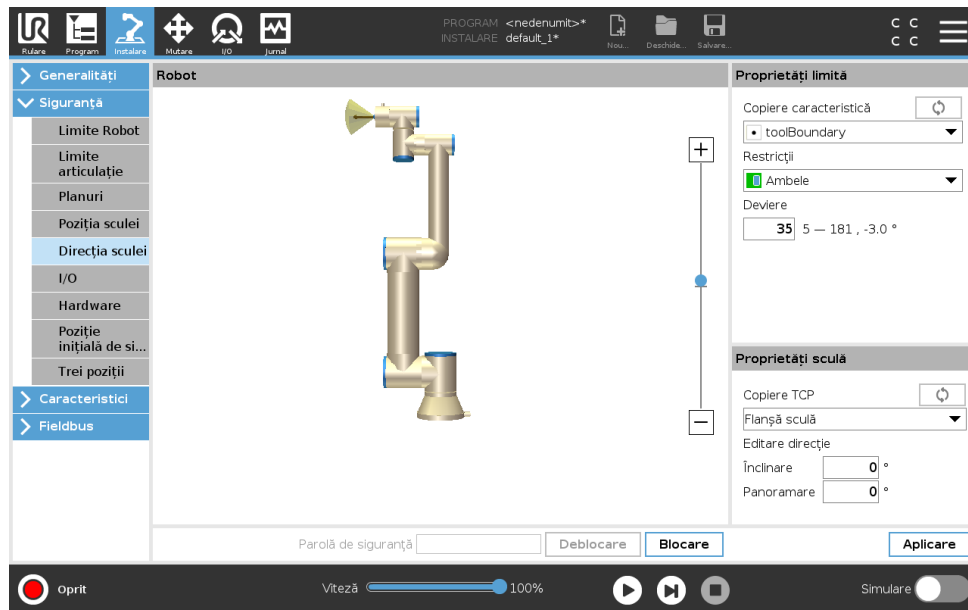 PROGRAM <nedenumit>*
INSTALARE default_1*
Rulare Program Instalare Mutare I/O Jurnal
Nou... Deschide... Salvare...
C C
C C
Generalități
Siguranță
Limite Robot
Limite
articulație
Planuri
Poziția sculei
Direcția sculei
I/O
Hardware
Poziție
inițială de si...
Trei poziții
Caracteristici
Fieldbus
Robot
Proprietăți limită
Copiere caracteristică
toolBoundary
Restricții
Ambele
Deviere
35 5 — 181 , -3.0 °
Proprietăți sculă
Copiere TCP
Flanșă sculă
Editare direcție
Înclinare 0 °
Panoramare 0 °
Parolă de siguranță Deblocare Blocare Aplicare
Oprit Viteză 100% Simulare